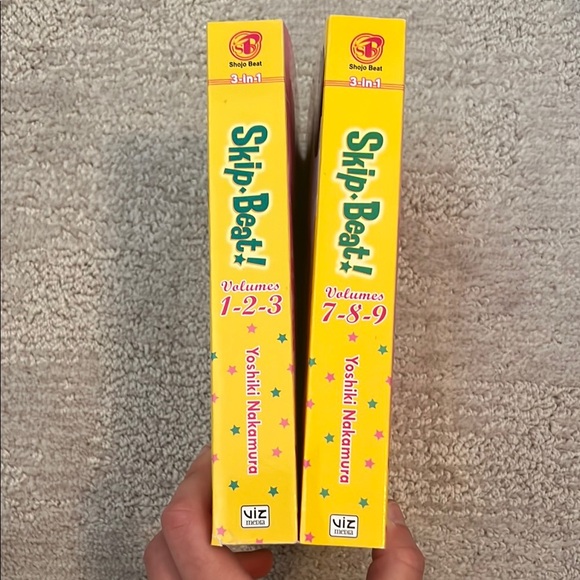 Shojo Beat
3-in-1
Skip·Beat!
Volumes
1-2-3
Yoshiki Nakamura
VIZ
media
Shojo Beat
3-in-1
Skip·Beat!
Volumes
7-8-9
Yoshiki Nakamura
VIZ
media